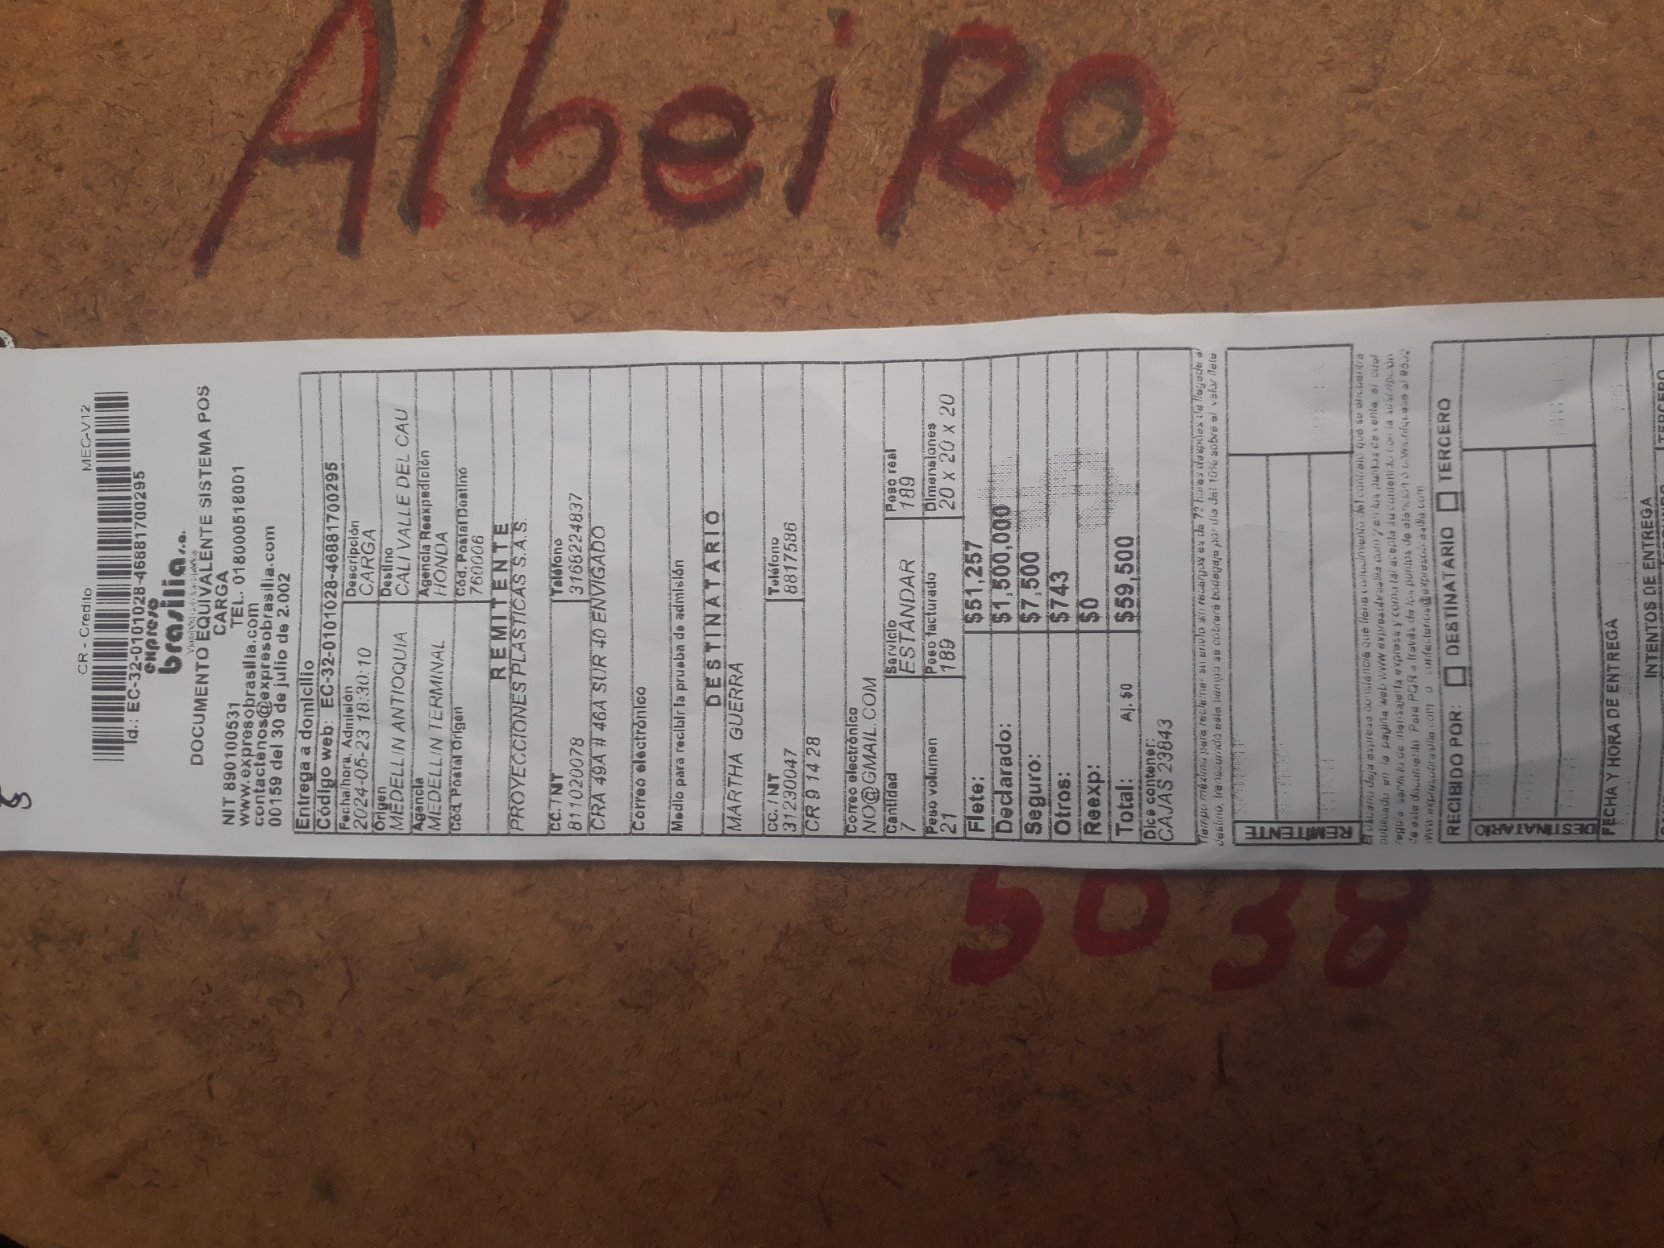 AlbeiRO
CR - Credito MEC-V12
Id.: EC-32-0101028-46881700295
expreso
brasilia s.a.
DOCUMENTO EQUIVALENTE SISTEMA POS
CARGA
NIT 890100531 TEL. 018000518001
www.expresobrasilia.com
contactenos@expresobrasilia.com
00159 del 30 de julio de 2.002
Entrega a domicilio
Código web: EC-32-0101028-46881700295
Fecha/hora. Admisión Descripción
2024-05-23 18:30:10 CARGA
Origen Destino
MEDELLIN ANTIOQUIA CALI VALLE DEL CAU
Agencia Agencia Reexpedición
MEDELLIN TERMINAL HONDA
Cód. Postal Origen Cód. Postal Destino
760006
REMITENTE
PROYECCIONES PLASTICAS S.A.S.
CC. / NT Teléfono
811020078 3168224837
CRA 49A # 46A SUR 40 ENVIGADO
Correo electrónico
Medio para recibir la prueba de admisión
DESTINATARIO
MARTHA GUERRA
CC. / NT Teléfono
31230047 8817586
CR 9 14 28
Correo electrónico
NO@GMAIL.COM
Cantidad Servicio Peso real
7 ESTANDAR 189
Peso volumen Peso facturado Dimensiones
21 189 20 x 20 x 20
Flete: $51,257
Declarado: $1,500,000
Seguro: $7,500
Otros: $743
Reexp: $0
Total: Aj. $0 $59,500
Dice contener:
CAJAS 23843
REMITENTE
RECIBIDO POR: DESTINATARIO TERCERO
DESTINATARIO
FECHA Y HORA DE ENTREGA
INTENTOS DE ENTREGA
TERCERO
5038